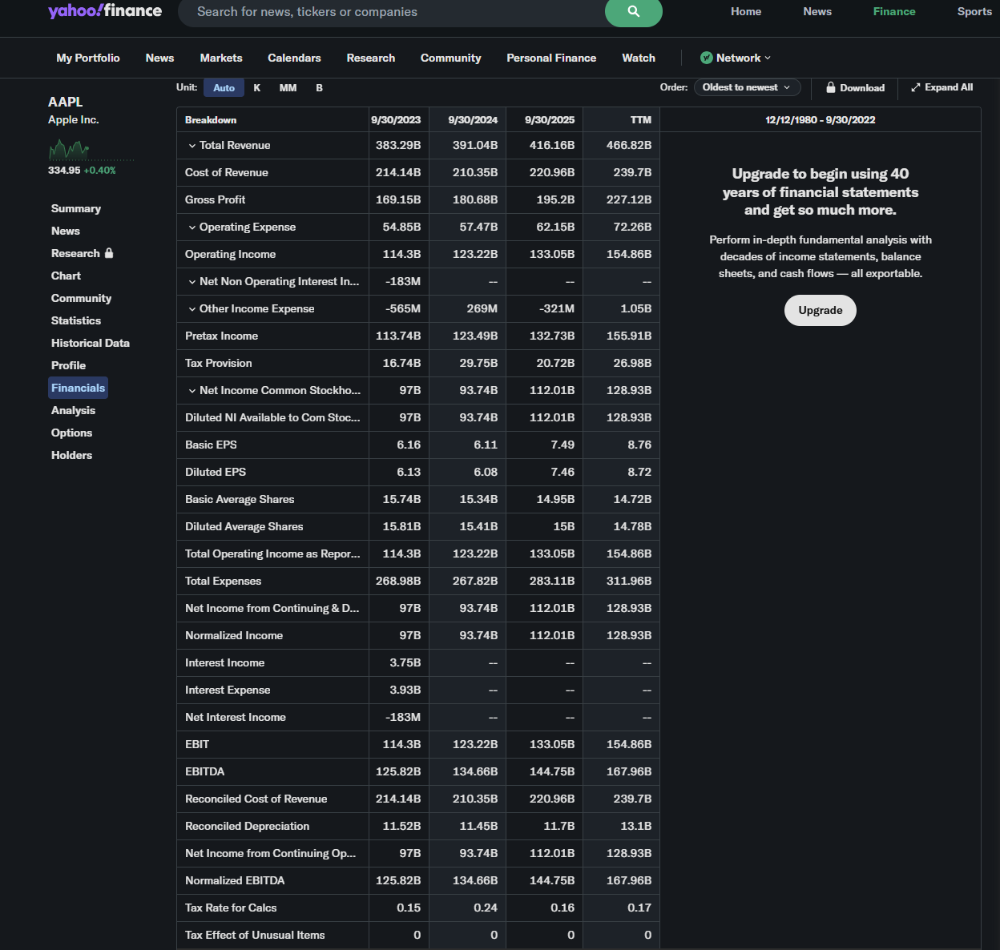 yahoo!finance
Search for news, tickers or companies
Home News Finance Sports
My Portfolio News Markets Calendars Research Community Personal Finance Watch Network
AAPL
Apple Inc.
334.95 +0.40%
Summary
News
Research
Chart
Community
Statistics
Historical Data
Profile
Financials
Analysis
Options
Holders
Unit: Auto K MM B
Order: Oldest to newest Download Expand All
Breakdown 9/30/2023 9/30/2024 9/30/2025 TTM 12/12/1980 - 9/30/2022
Total Revenue 383.29B 391.04B 416.16B 466.82B
Cost of Revenue 214.14B 210.35B 220.96B 239.7B
Gross Profit 169.15B 180.68B 195.2B 227.12B
Operating Expense 54.85B 57.47B 62.15B 72.26B
Operating Income 114.3B 123.22B 133.05B 154.86B
Net Non Operating Interest In... -183M -- -- --
Other Income Expense -565M 269M -321M 1.05B
Pretax Income 113.74B 123.49B 132.73B 155.91B
Tax Provision 16.74B 29.75B 20.72B 26.98B
Net Income Common Stockho... 97B 93.74B 112.01B 128.93B
Diluted NI Available to Com Stoc... 97B 93.74B 112.01B 128.93B
Basic EPS 6.16 6.11 7.49 8.76
Diluted EPS 6.13 6.08 7.46 8.72
Basic Average Shares 15.74B 15.34B 14.95B 14.72B
Diluted Average Shares 15.81B 15.41B 15B 14.78B
Total Operating Income as Repor... 114.3B 123.22B 133.05B 154.86B
Total Expenses 268.98B 267.82B 283.11B 311.96B
Net Income from Continuing & D... 97B 93.74B 112.01B 128.93B
Normalized Income 97B 93.74B 112.01B 128.93B
Interest Income 3.75B -- -- --
Interest Expense 3.93B -- -- --
Net Interest Income -183M -- -- --
EBIT 114.3B 123.22B 133.05B 154.86B
EBITDA 125.82B 134.66B 144.75B 167.96B
Reconciled Cost of Revenue 214.14B 210.35B 220.96B 239.7B
Reconciled Depreciation 11.52B 11.45B 11.7B 13.1B
Net Income from Continuing Op... 97B 93.74B 112.01B 128.93B
Normalized EBITDA 125.82B 134.66B 144.75B 167.96B
Tax Rate for Calcs 0.15 0.24 0.16 0.17
Tax Effect of Unusual Items 0 0 0 0
Upgrade to begin using 40
years of financial statements
and get so much more.
Perform in-depth fundamental analysis with
decades of income statements, balance
sheets, and cash flows — all exportable.
Upgrade